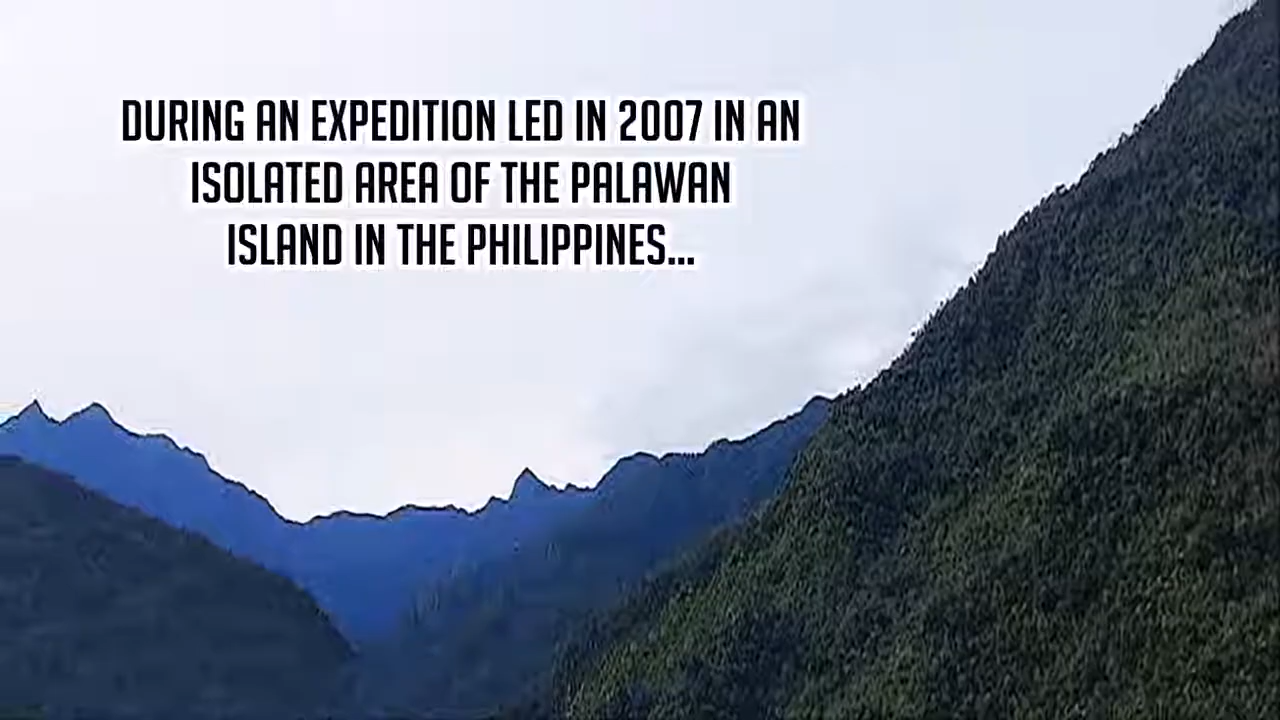 DURING AN EXPEDITION LED IN 2007 IN AN
ISOLATED AREA OF THE PALAWAN
ISLAND IN THE PHILIPPINES...